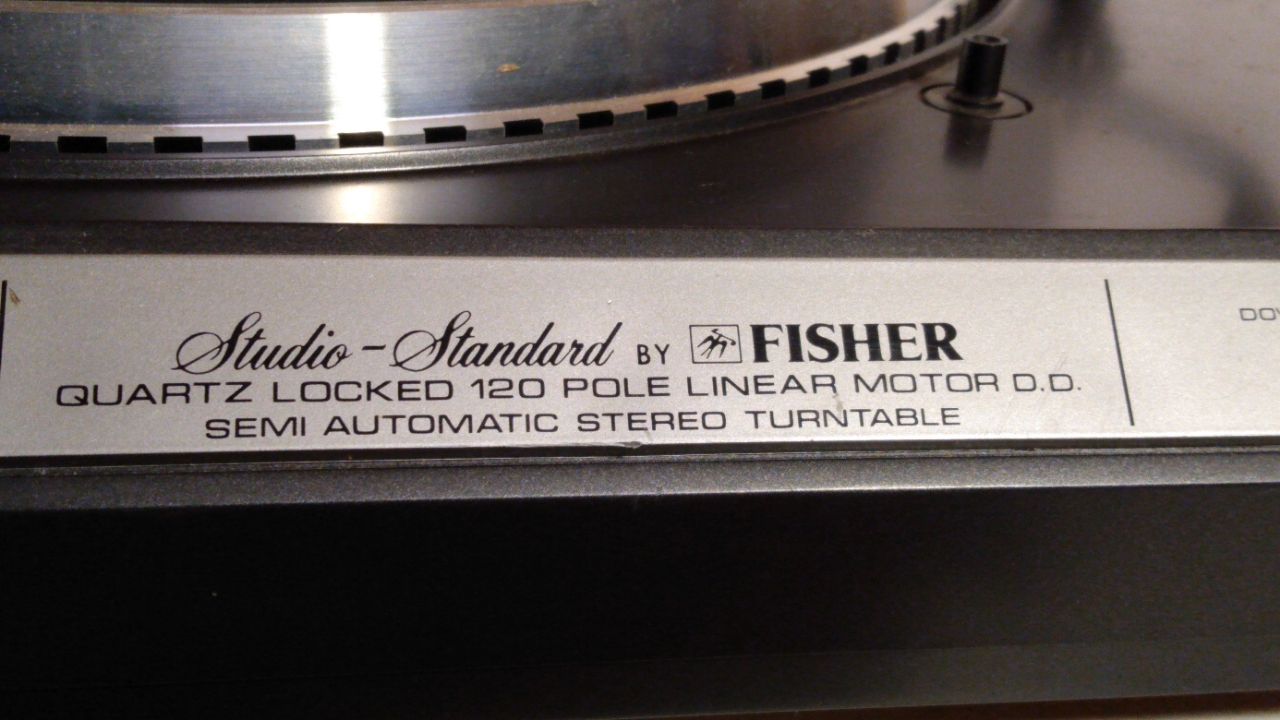 Studio-Standard BY FISHER
QUARTZ LOCKED 120 POLE LINEAR MOTOR D.D.
SEMI AUTOMATIC STEREO TURNTABLE